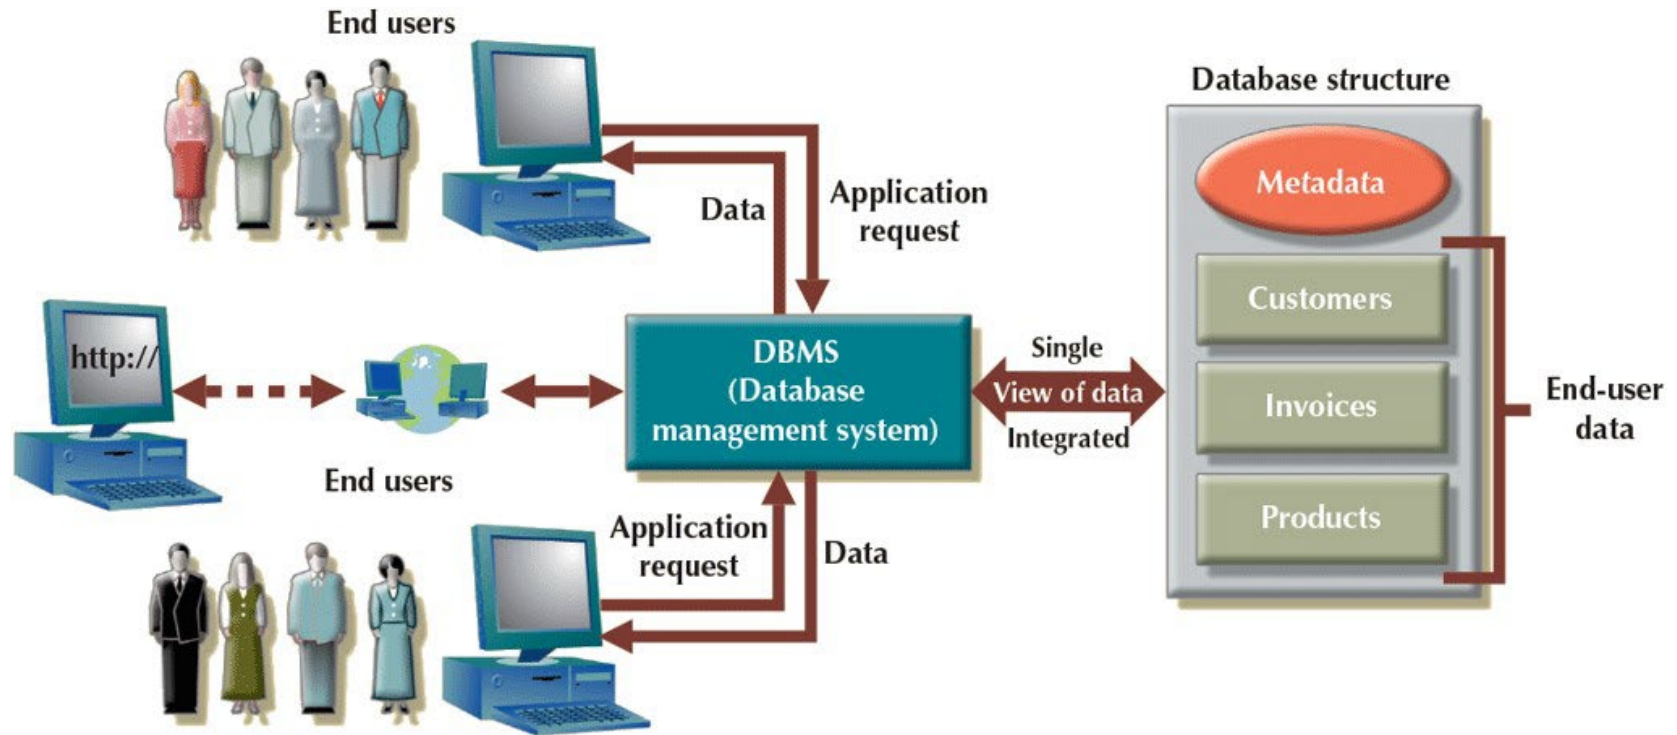 End users
Database structure
Metadata
Data
Application
request
Customers
http://
DBMS
(Database
management system)
Single
View of data
Integrated
Invoices
End-user
data
End users
Application
request
Data
Products